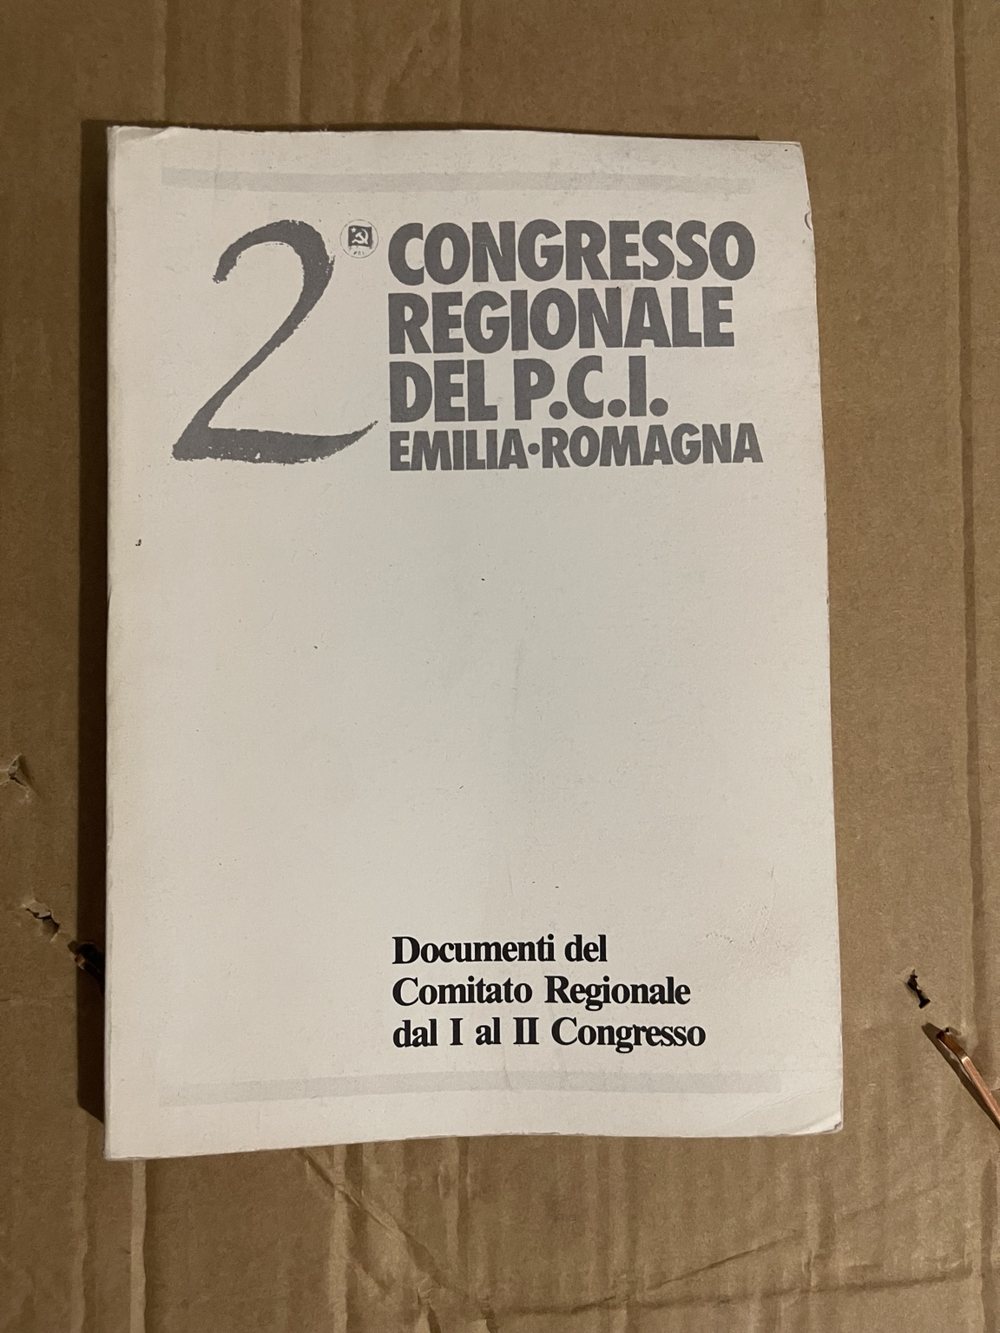 2° CONGRESSO
REGIONALE
DEL P.C.I.
EMILIA·ROMAGNA
P.C.I.
Documenti del
Comitato Regionale
dal I al II Congresso